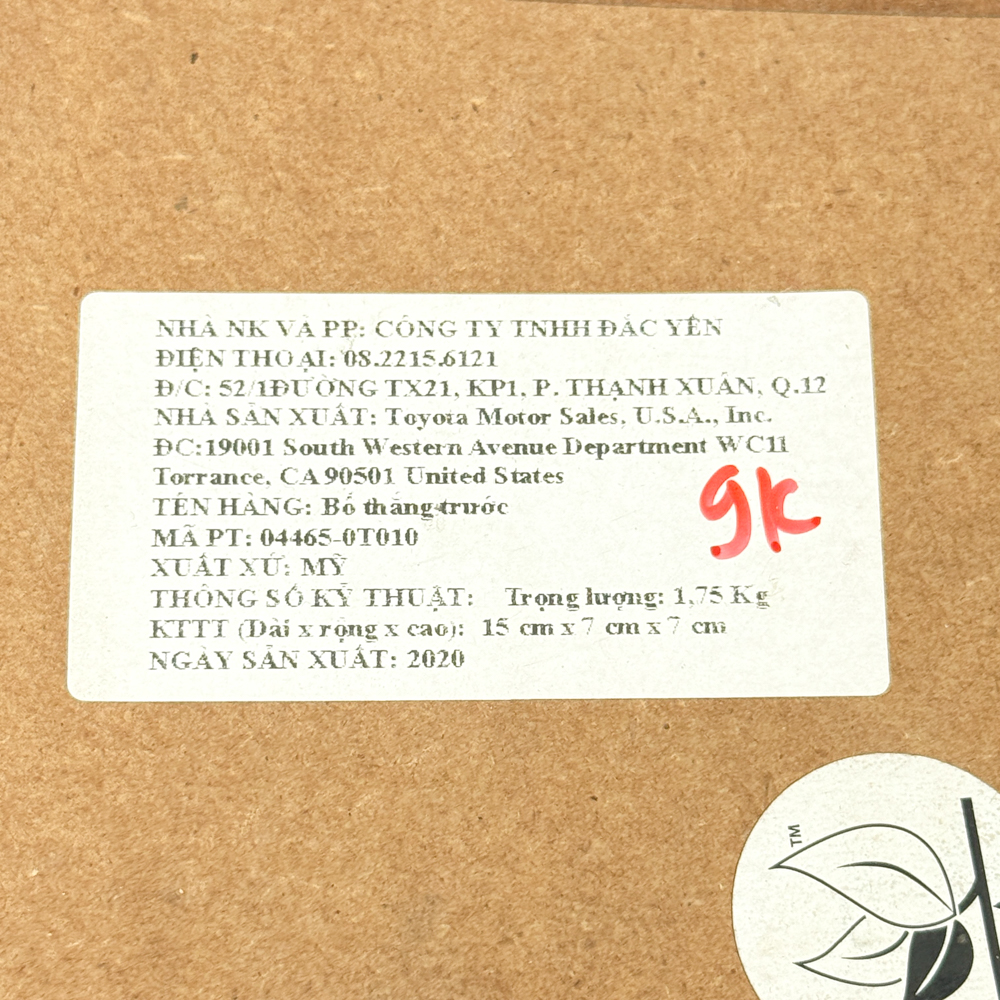 NHÀ NK VÀ PP: CÔNG TY TNHH ĐẮC YẾN
ĐIỆN THOẠI: 08.2215.6121
Đ/C: 52/1ĐƯỜNG TX21, KP1, P. THẠNH XUÂN, Q.12
NHÀ SẢN XUẤT: Toyota Motor Sales, U.S.A., Inc.
ĐC:19001 South Western Avenue Department WC11
Torrance, CA 90501 United States
TÊN HÀNG: Bố thắng trước
MÃ PT: 04465-0T010
XUẤT XỨ: MỸ
THÔNG SỐ KỸ THUẬT: Trọng lượng: 1,75 Kg
KTTT (Dài x rộng x cao): 15 cm x 7 cm x 7 cm
NGÀY SẢN XUẤT: 2020
9k
TM